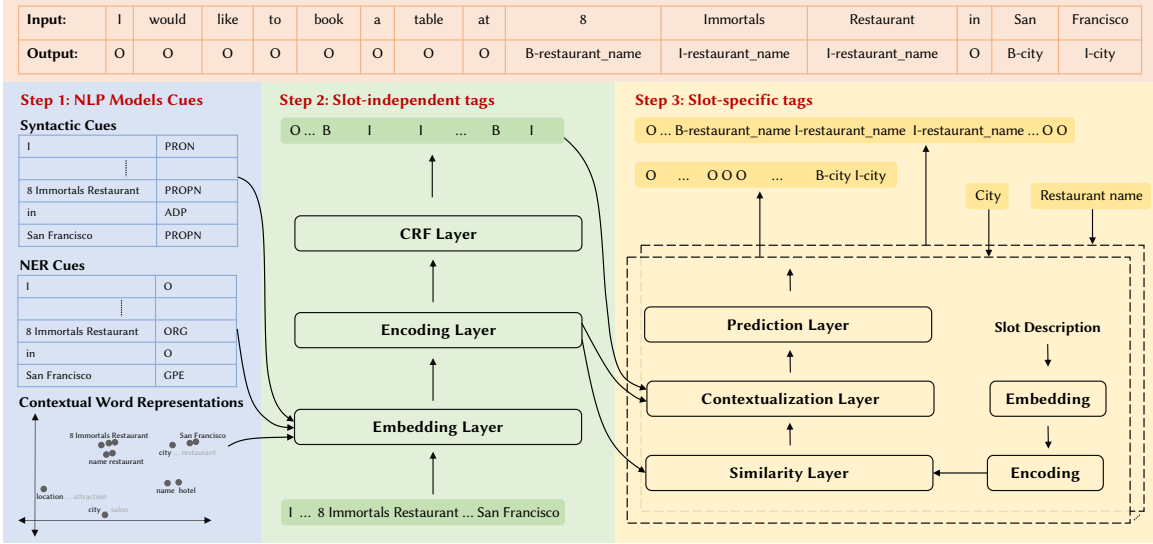 Input: I would like to book a table at 8 Immortals Restaurant in San Francisco
Output: O O O O O O O O B-restaurant_name I-restaurant_name I-restaurant_name O B-city I-city
Step 1: NLP Models Cues
Syntactic Cues
I PRON
8 Immortals Restaurant PROPN
in ADP
San Francisco PROPN
NER Cues
I O
8 Immortals Restaurant ORG
in O
San Francisco GPE
Contextual Word Representations
8 Immortals Restaurant
San Francisco
name restaurant
city ... restaurant
location ... attraction
name hotel
city salon
Step 2: Slot-independent tags
O ... B I I ... B I
CRF Layer
Encoding Layer
Embedding Layer
I ... 8 Immortals Restaurant ... San Francisco
Step 3: Slot-specific tags
O ... B-restaurant_name I-restaurant_name I-restaurant_name ... O O
O ... O O O ... B-city I-city
City
Restaurant name
Prediction Layer
Slot Description
Contextualization Layer
Embedding
Similarity Layer
Encoding